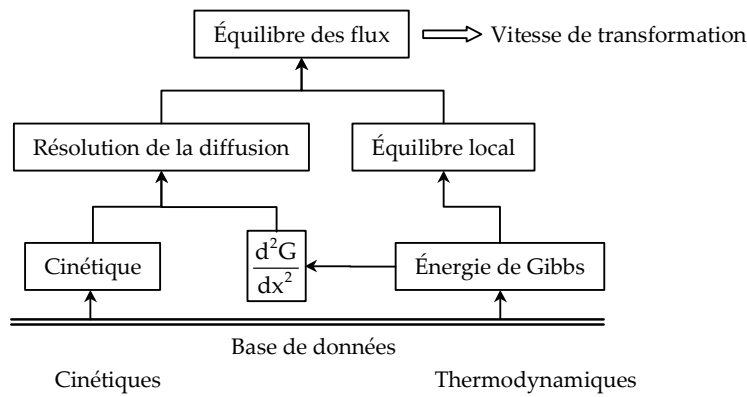 Équilibre des flux
Vitesse de transformation
Résolution de la diffusion
Équilibre local
Cinétique
d²G
dx²
Énergie de Gibbs
Base de données
Cinétiques
Thermodynamiques